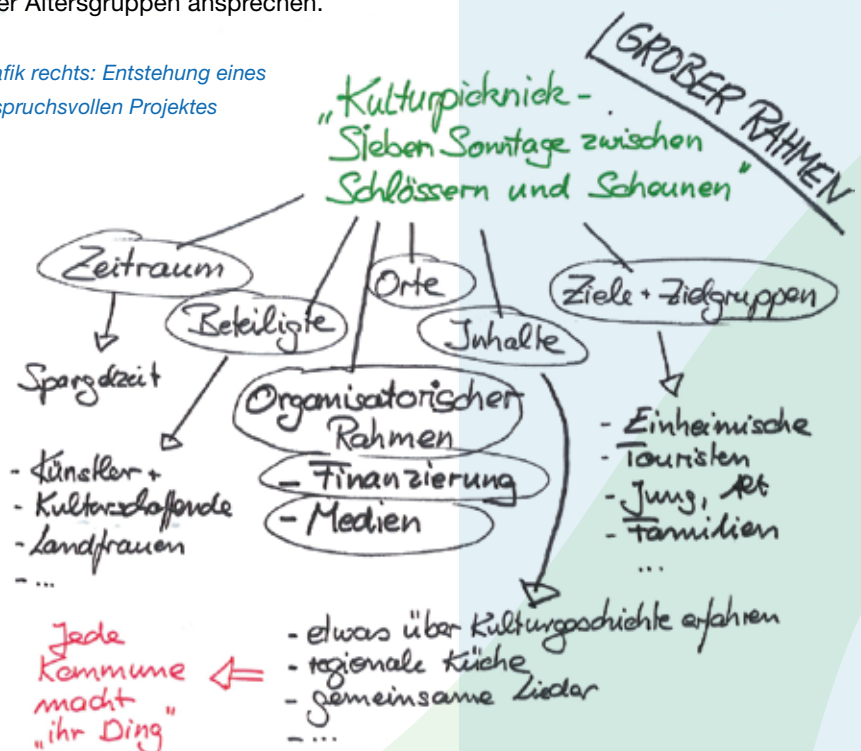 er Altersgruppen ansprechen.
afik rechts: Entstehung eines
spruchsvollen Projektes
GROBER RAHMEN
„Kulturpicknick -
Sieben Sonntage zwischen
Schlössern und Scheunen"
Zeitraum
Beteiligte
Orte
Inhalte
Ziele + Zielgruppen
Spargelzeit
Organisatorischer
Rahmen
- Finanzierung
- Medien
- Künstler +
- Kulturschaffende
- Landfrauen
- ...
- Einheimische
- Touristen
- Jung, Alt
- Familien
...
- etwas über Kulturgeschichte erfahren
- regionale Küche
- gemeinsame Lieder
- ...
Jede
Kommune
macht
„ihr Ding"